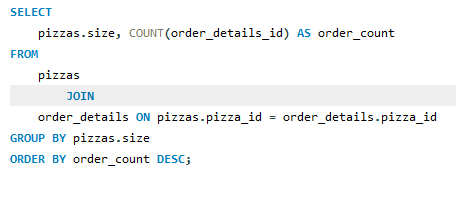 SELECT
    pizzas.size, COUNT(order_details_id) AS order_count
FROM
    pizzas
        JOIN
    order_details ON pizzas.pizza_id = order_details.pizza_id
GROUP BY pizzas.size
ORDER BY order_count DESC;